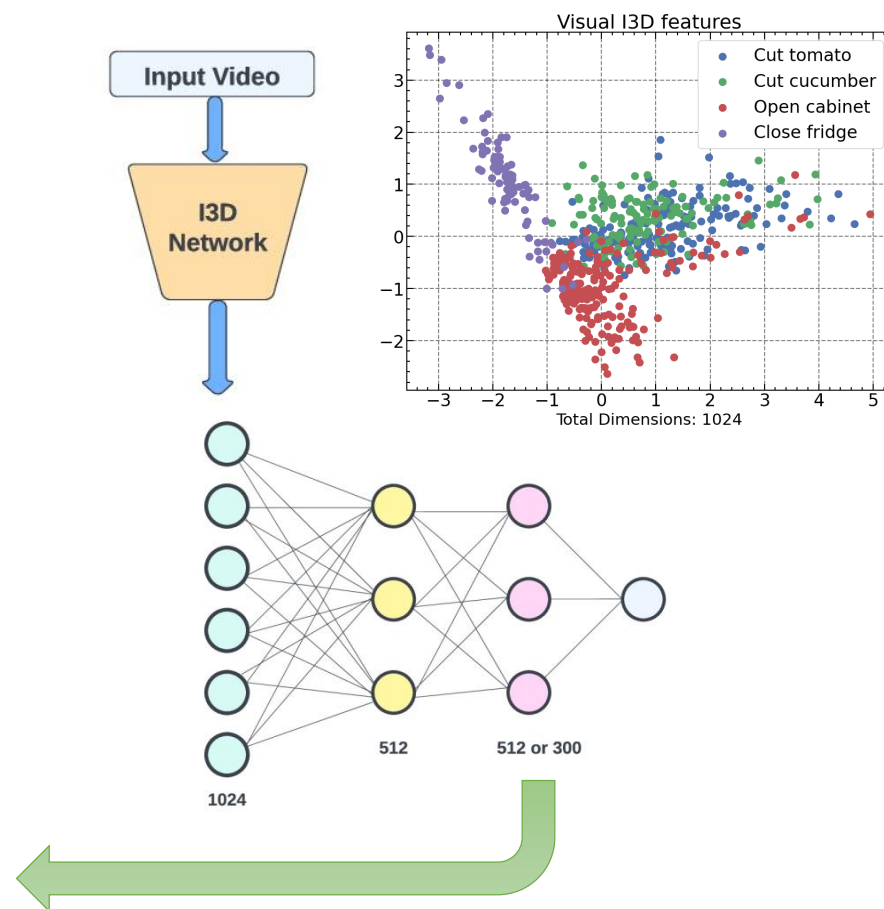 Input Video
I3D
Network
1024
512
512 or 300
Visual I3D features
Cut tomato
Cut cucumber
Open cabinet
Close fridge
3
2
1
0
−1
−2
−3
−2
−1
0
1
2
3
4
5
Total Dimensions: 1024